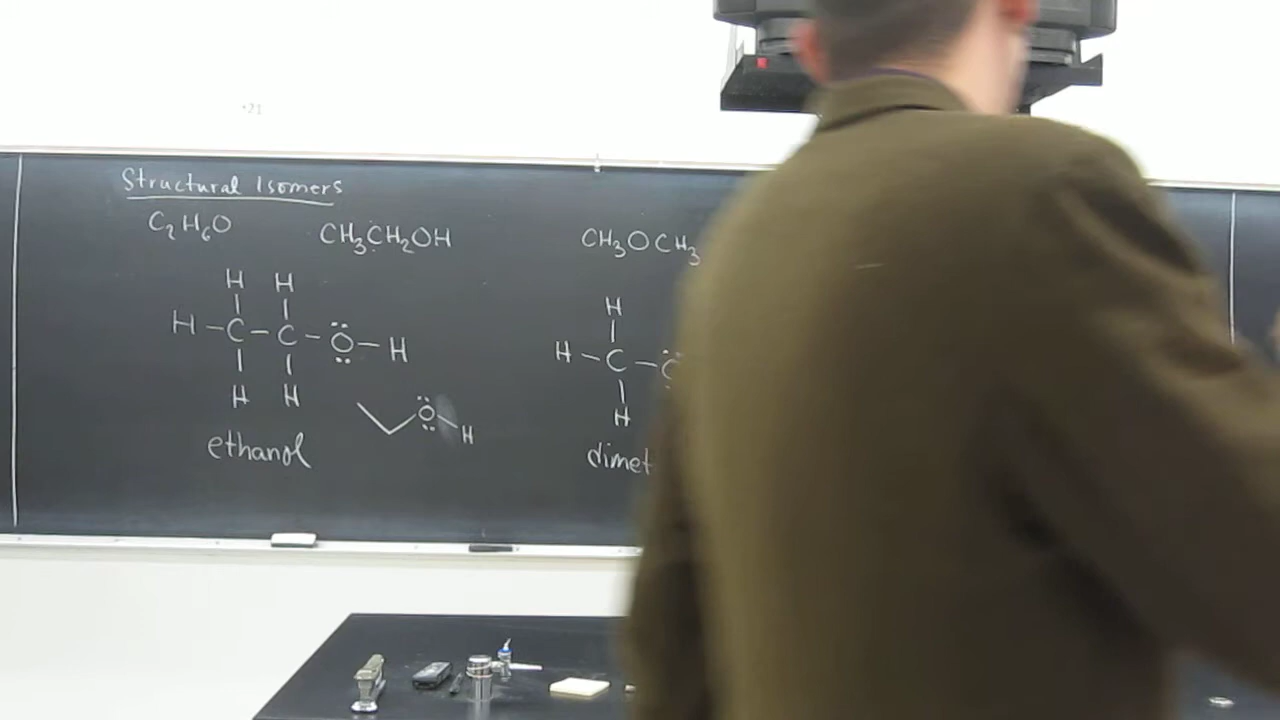 Structural Isomers
C2H6O
CH3CH2OH
CH3OCH3
H H
H-C-C-O-H
H H
H
ethanol
H
H-C-O
H
dimet